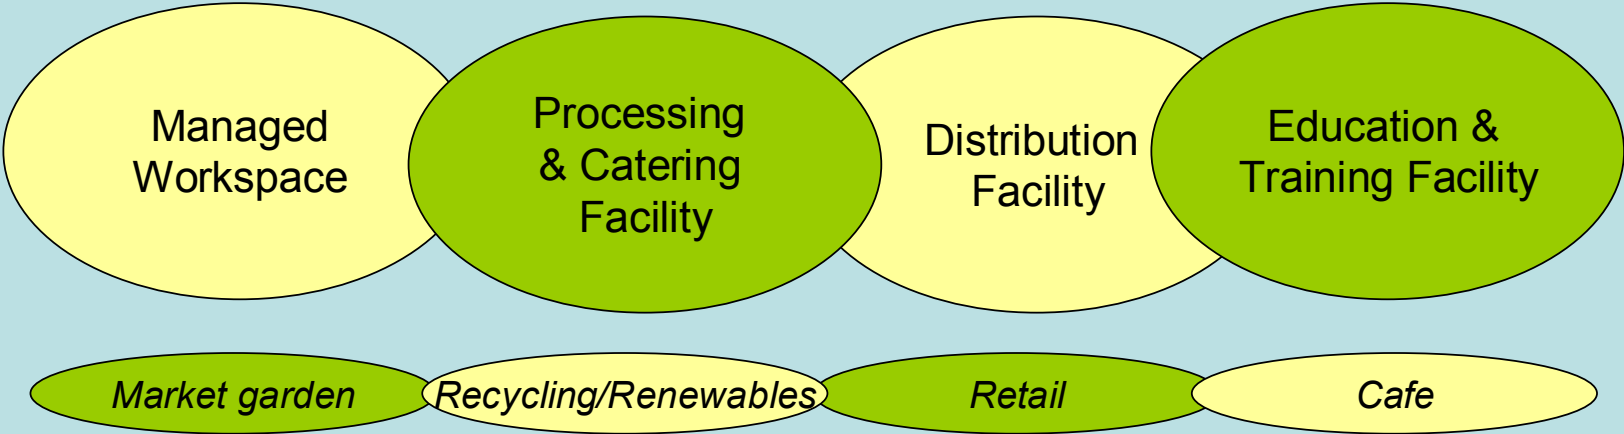 Managed
Workspace
Processing
& Catering
Facility
Distribution
Facility
Education &
Training Facility
Market garden
Recycling/Renewables
Retail
Cafe